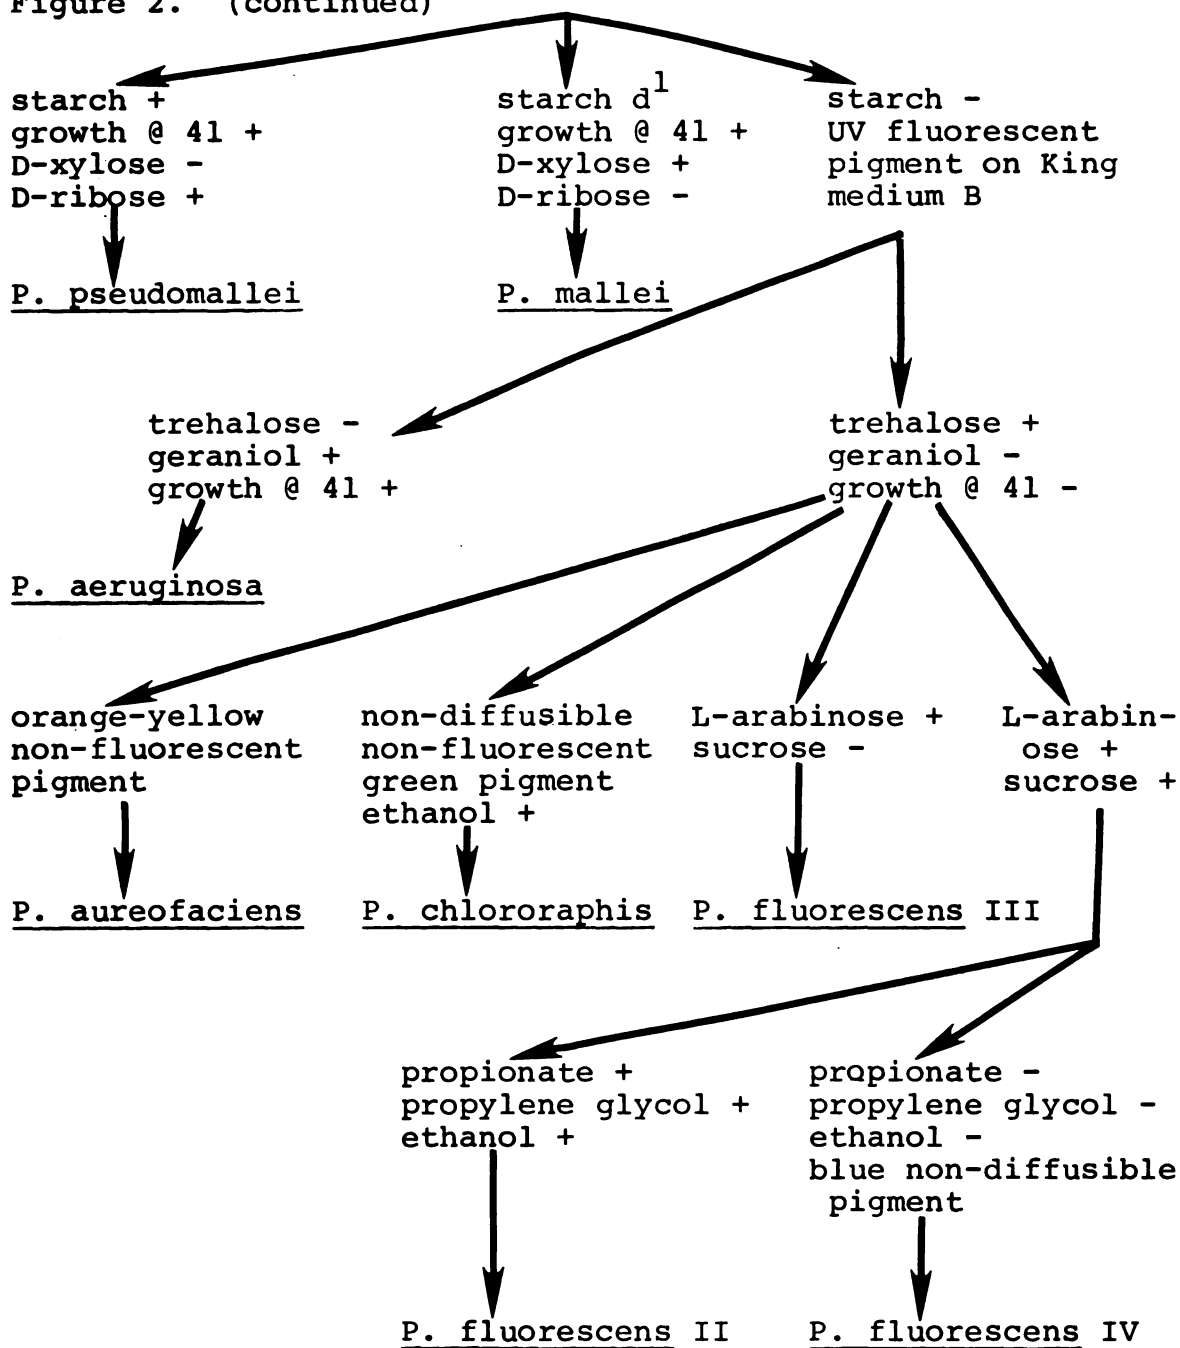 Figure 2. (continued)
starch +
growth @ 41 +
D-xylose -
D-ribose +
starch d1
growth @ 41 +
D-xylose +
D-ribose -
starch -
UV fluorescent
pigment on King
medium B
P. pseudomallei
P. mallei
trehalose -
geraniol +
growth @ 41 +
trehalose +
geraniol -
growth @ 41 -
P. aeruginosa
orange-yellow
non-fluorescent
pigment
non-diffusible
non-fluorescent
green pigment
ethanol +
L-arabinose +
sucrose -
L-arabin-
ose +
sucrose +
P. aureofaciens
P. chlororaphis
P. fluorescens III
propionate +
propylene glycol +
ethanol +
propionate -
propylene glycol -
ethanol -
blue non-diffusible
pigment
P. fluorescens II
P. fluorescens IV